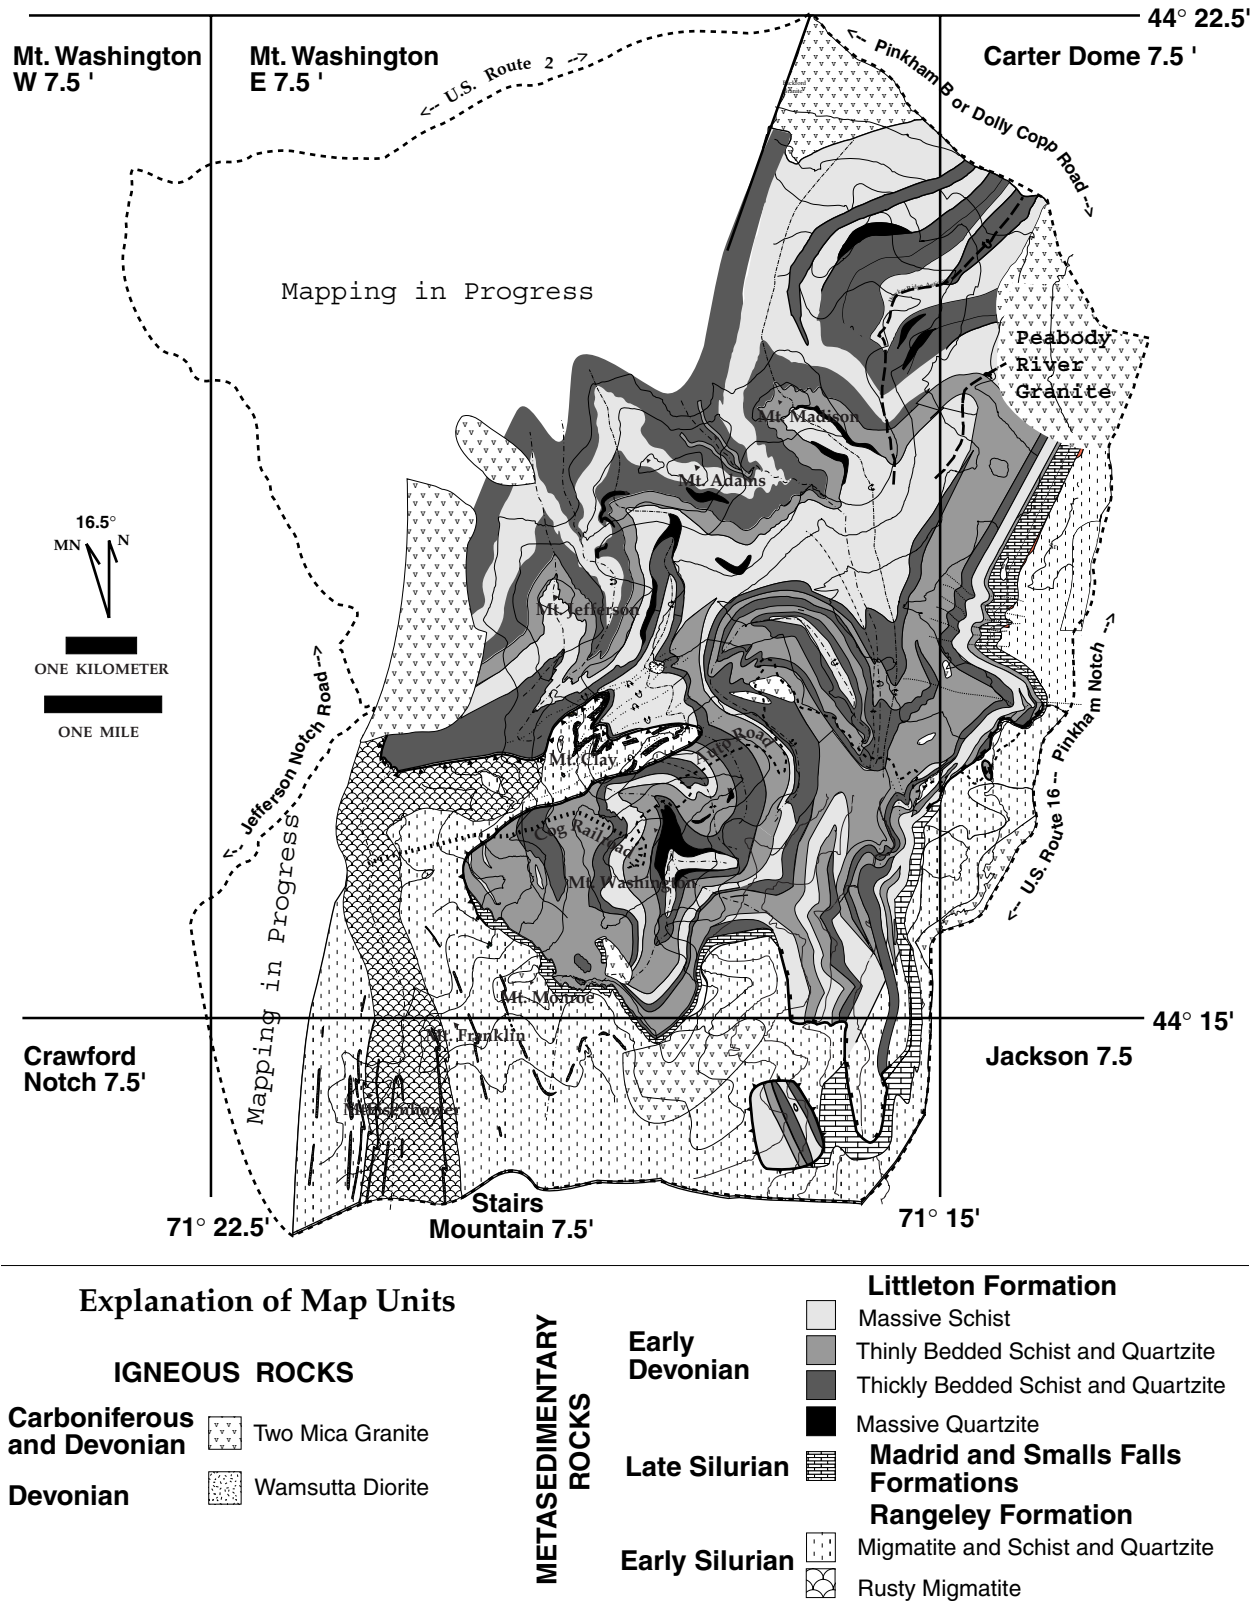 44° 22.5'
Mt. Washington
W 7.5 '
Mt. Washington
E 7.5 '
Carter Dome 7.5 '
<-- U.S. Route 2 -->
<-- Pinkham B or Dolly Copp Road -->
Mapping in Progress
Peabody
River
Granite
Mt. Madison
Mt. Adams
16.5°
MN
N
Mt. Jefferson
ONE KILOMETER
ONE MILE
<-- Jefferson Notch Road -->
Mt. Clay
Auto Road
Cog Railroad
Mt. Washington
<-- U.S. Route 16 -- Pinkham Notch -->
Mapping in Progress
Mt. Monroe
44° 15'
Mt. Franklin
Crawford
Notch 7.5'
Jackson 7.5
Stairs
Mountain 7.5'
71° 22.5'
71° 15'
Explanation of Map Units
IGNEOUS ROCKS
Carboniferous
and Devonian
Two Mica Granite
Devonian
Wamsutta Diorite
METASEDIMENTARY
ROCKS
Littleton Formation
Early
Devonian
Massive Schist
Thinly Bedded Schist and Quartzite
Thickly Bedded Schist and Quartzite
Massive Quartzite
Late Silurian
Madrid and Smalls Falls
Formations
Rangeley Formation
Early Silurian
Migmatite and Schist and Quartzite
Rusty Migmatite